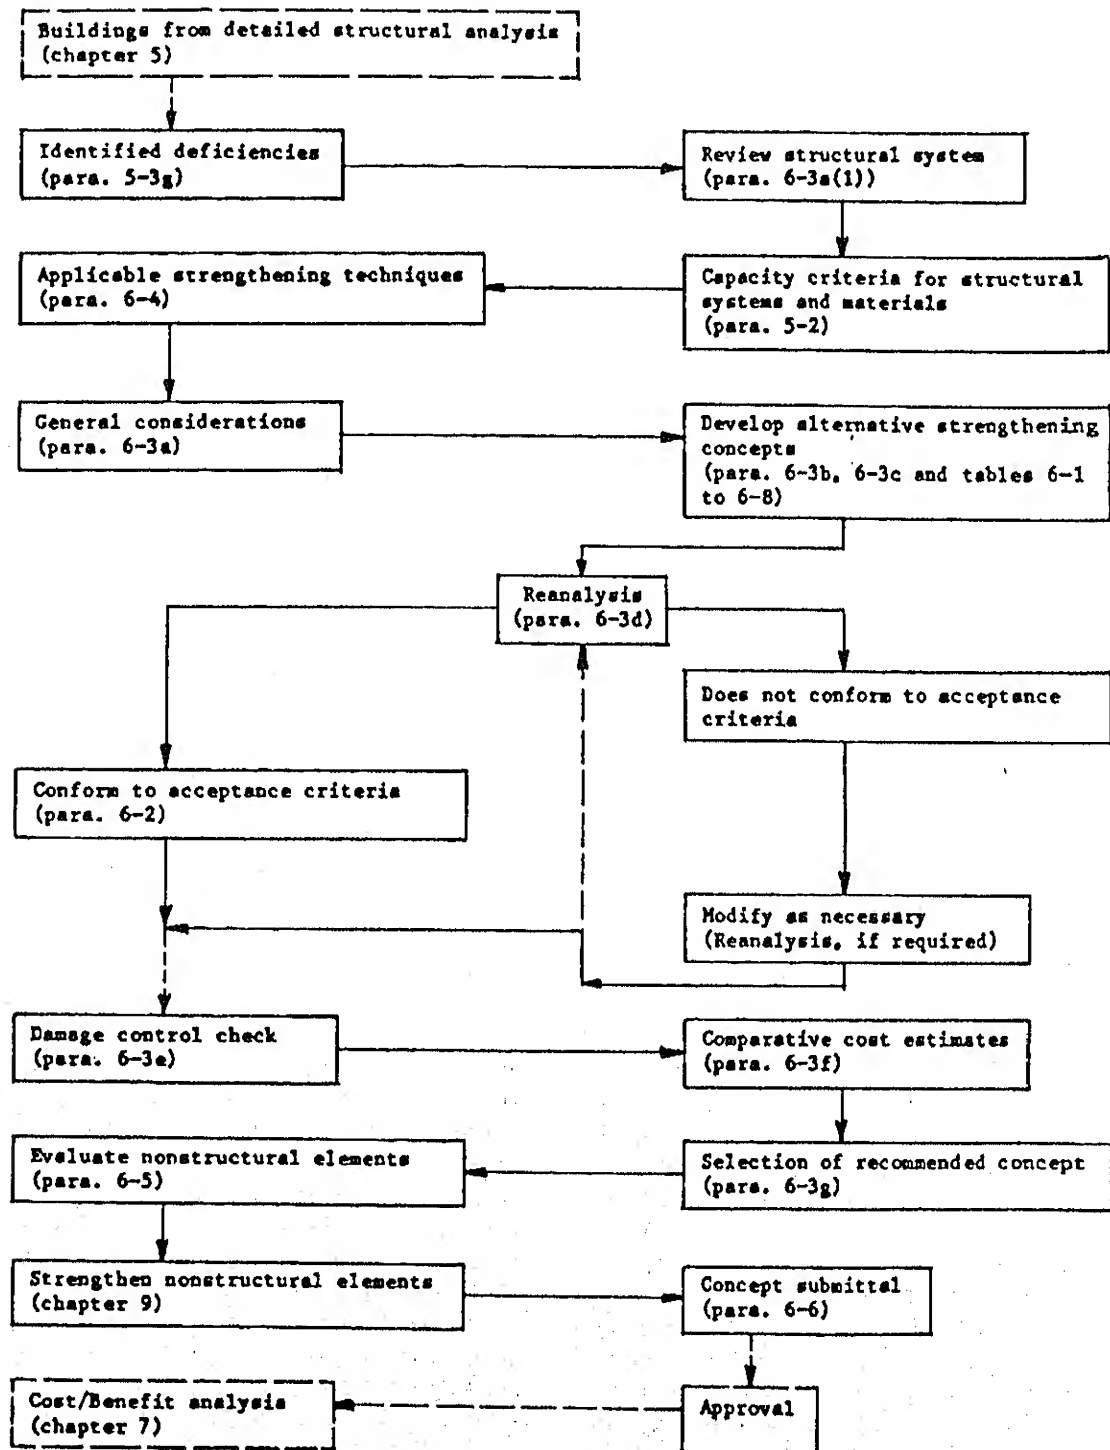 Buildings from detailed structural analysis
(chapter 5)
Identified deficiencies
(para. 5-3g)
Review structural system
(para. 6-3a(1))
Applicable strengthening techniques
(para. 6-4)
Capacity criteria for structural
systems and materials
(para. 5-2)
General considerations
(para. 6-3a)
Develop alternative strengthening
concepts
(para. 6-3b, 6-3c and tables 6-1
to 6-8)
Reanalysis
(para. 6-3d)
Does not conform to acceptance
criteria
Conform to acceptance criteria
(para. 6-2)
Modify as necessary
(Reanalysis, if required)
Damage control check
(para. 6-3e)
Comparative cost estimates
(para. 6-3f)
Evaluate nonstructural elements
(para. 6-5)
Selection of recommended concept
(para. 6-3g)
Strengthen nonstructural elements
(chapter 9)
Concept submittal
(para. 6-6)
Cost/Benefit analysis
(chapter 7)
Approval